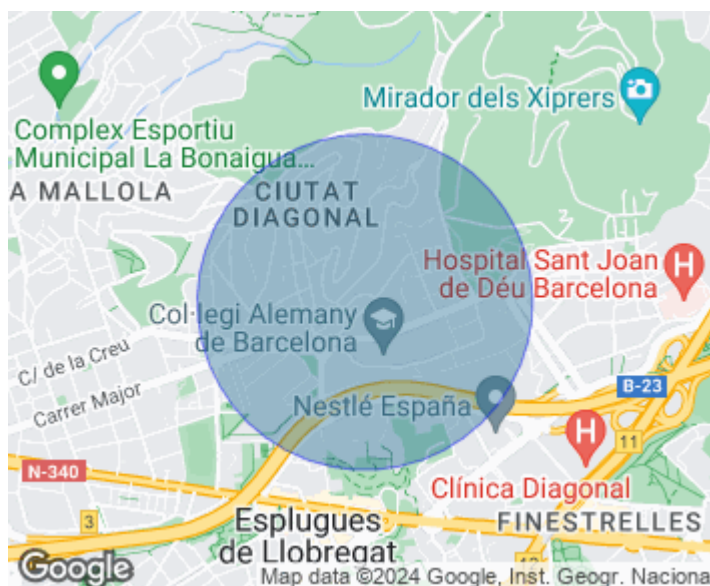 Mirador dels Xiprers
Complex Esportiu
Municipal La Bonaigua...
A MALLOLA
CIUTAT
DIAGONAL
Hospital Sant Joan
de Déu Barcelona
Col·legi Alemany
de Barcelona
C/ de la Creu
Carrer Major
B-23
Nestlé España
11
N-340
Clínica Diagonal
3
Esplugues
de Llobregat
FINESTRELLES
Google
Map data ©2024 Google, Inst. Geogr. Naciona